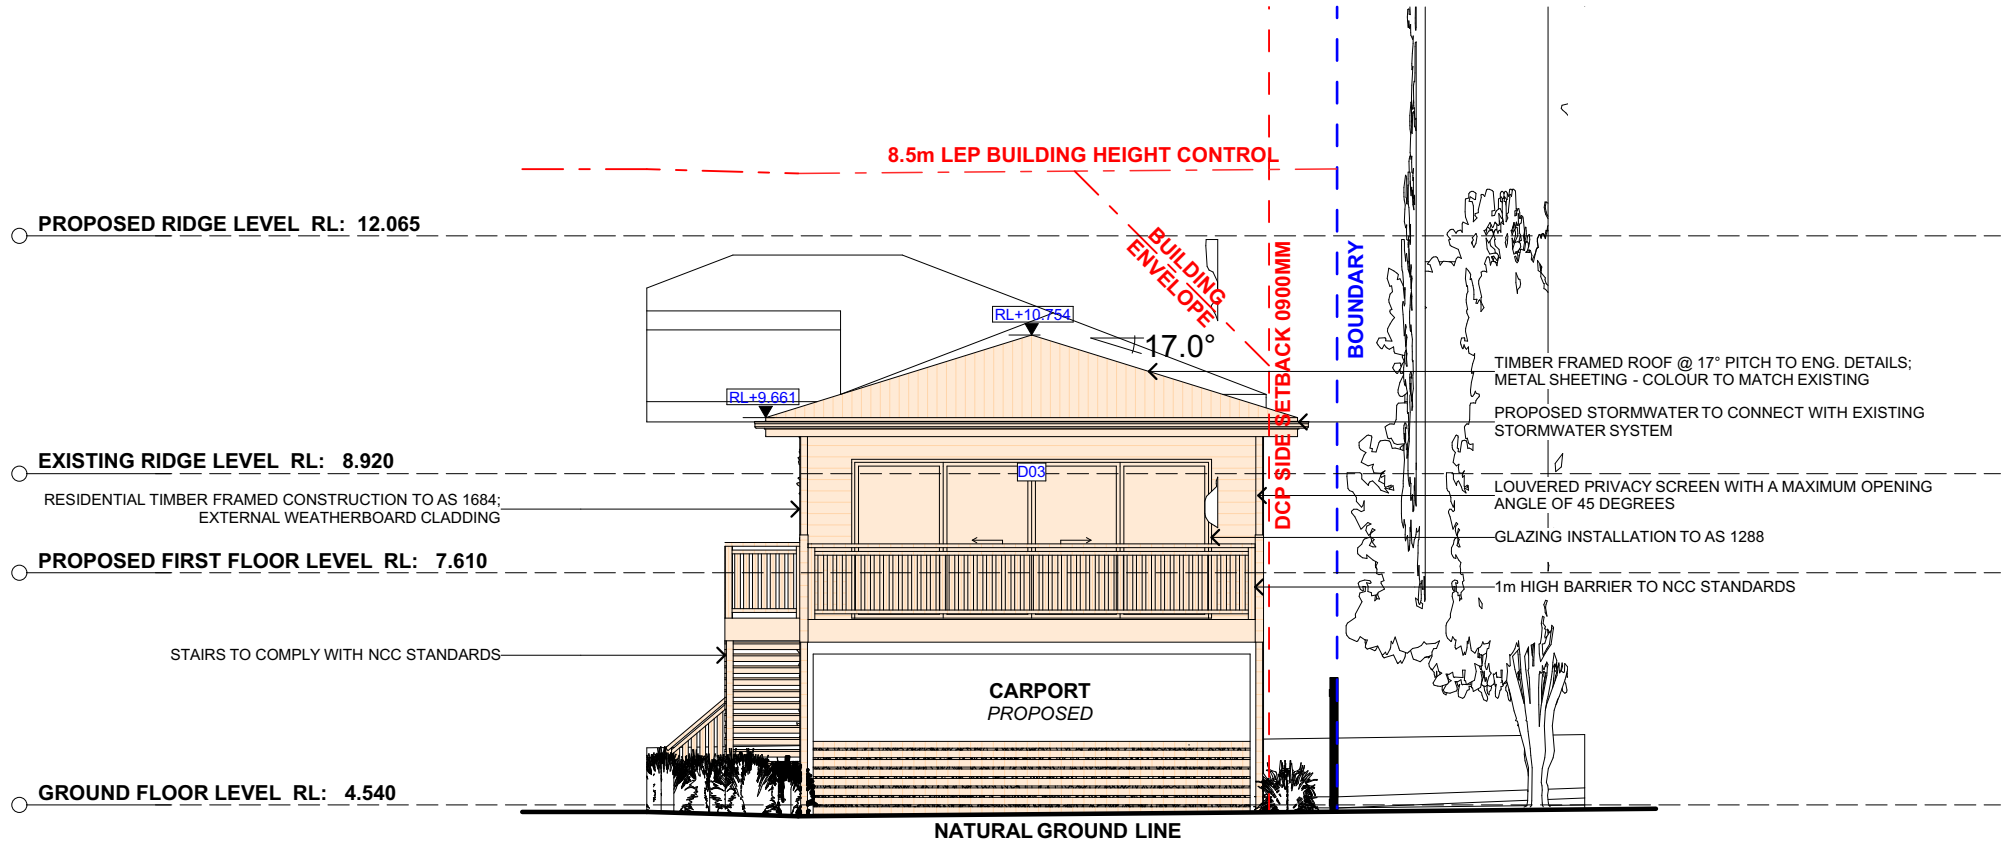 8.5m LEP BUILDING HEIGHT CONTROL
PROPOSED RIDGE LEVEL  RL:  12.065
BUILDING
ENVELOPE
DCP SIDE SETBACK 0900MM
BOUNDARY
RL+10.754
17.0°
TIMBER FRAMED ROOF @ 17° PITCH TO ENG. DETAILS;
METAL SHEETING - COLOUR TO MATCH EXISTING
RL+9.661
PROPOSED STORMWATER TO CONNECT WITH EXISTING
STORMWATER SYSTEM
EXISTING RIDGE LEVEL  RL:  8.920
D03
RESIDENTIAL TIMBER FRAMED CONSTRUCTION TO AS 1684;
EXTERNAL WEATHERBOARD CLADDING
LOUVERED PRIVACY SCREEN WITH A MAXIMUM OPENING
ANGLE OF 45 DEGREES
GLAZING INSTALLATION TO AS 1288
PROPOSED FIRST FLOOR LEVEL  RL:  7.610
1m HIGH BARRIER TO NCC STANDARDS
STAIRS TO COMPLY WITH NCC STANDARDS
CARPORT
PROPOSED
GROUND FLOOR LEVEL  RL:  4.540
NATURAL GROUND LINE